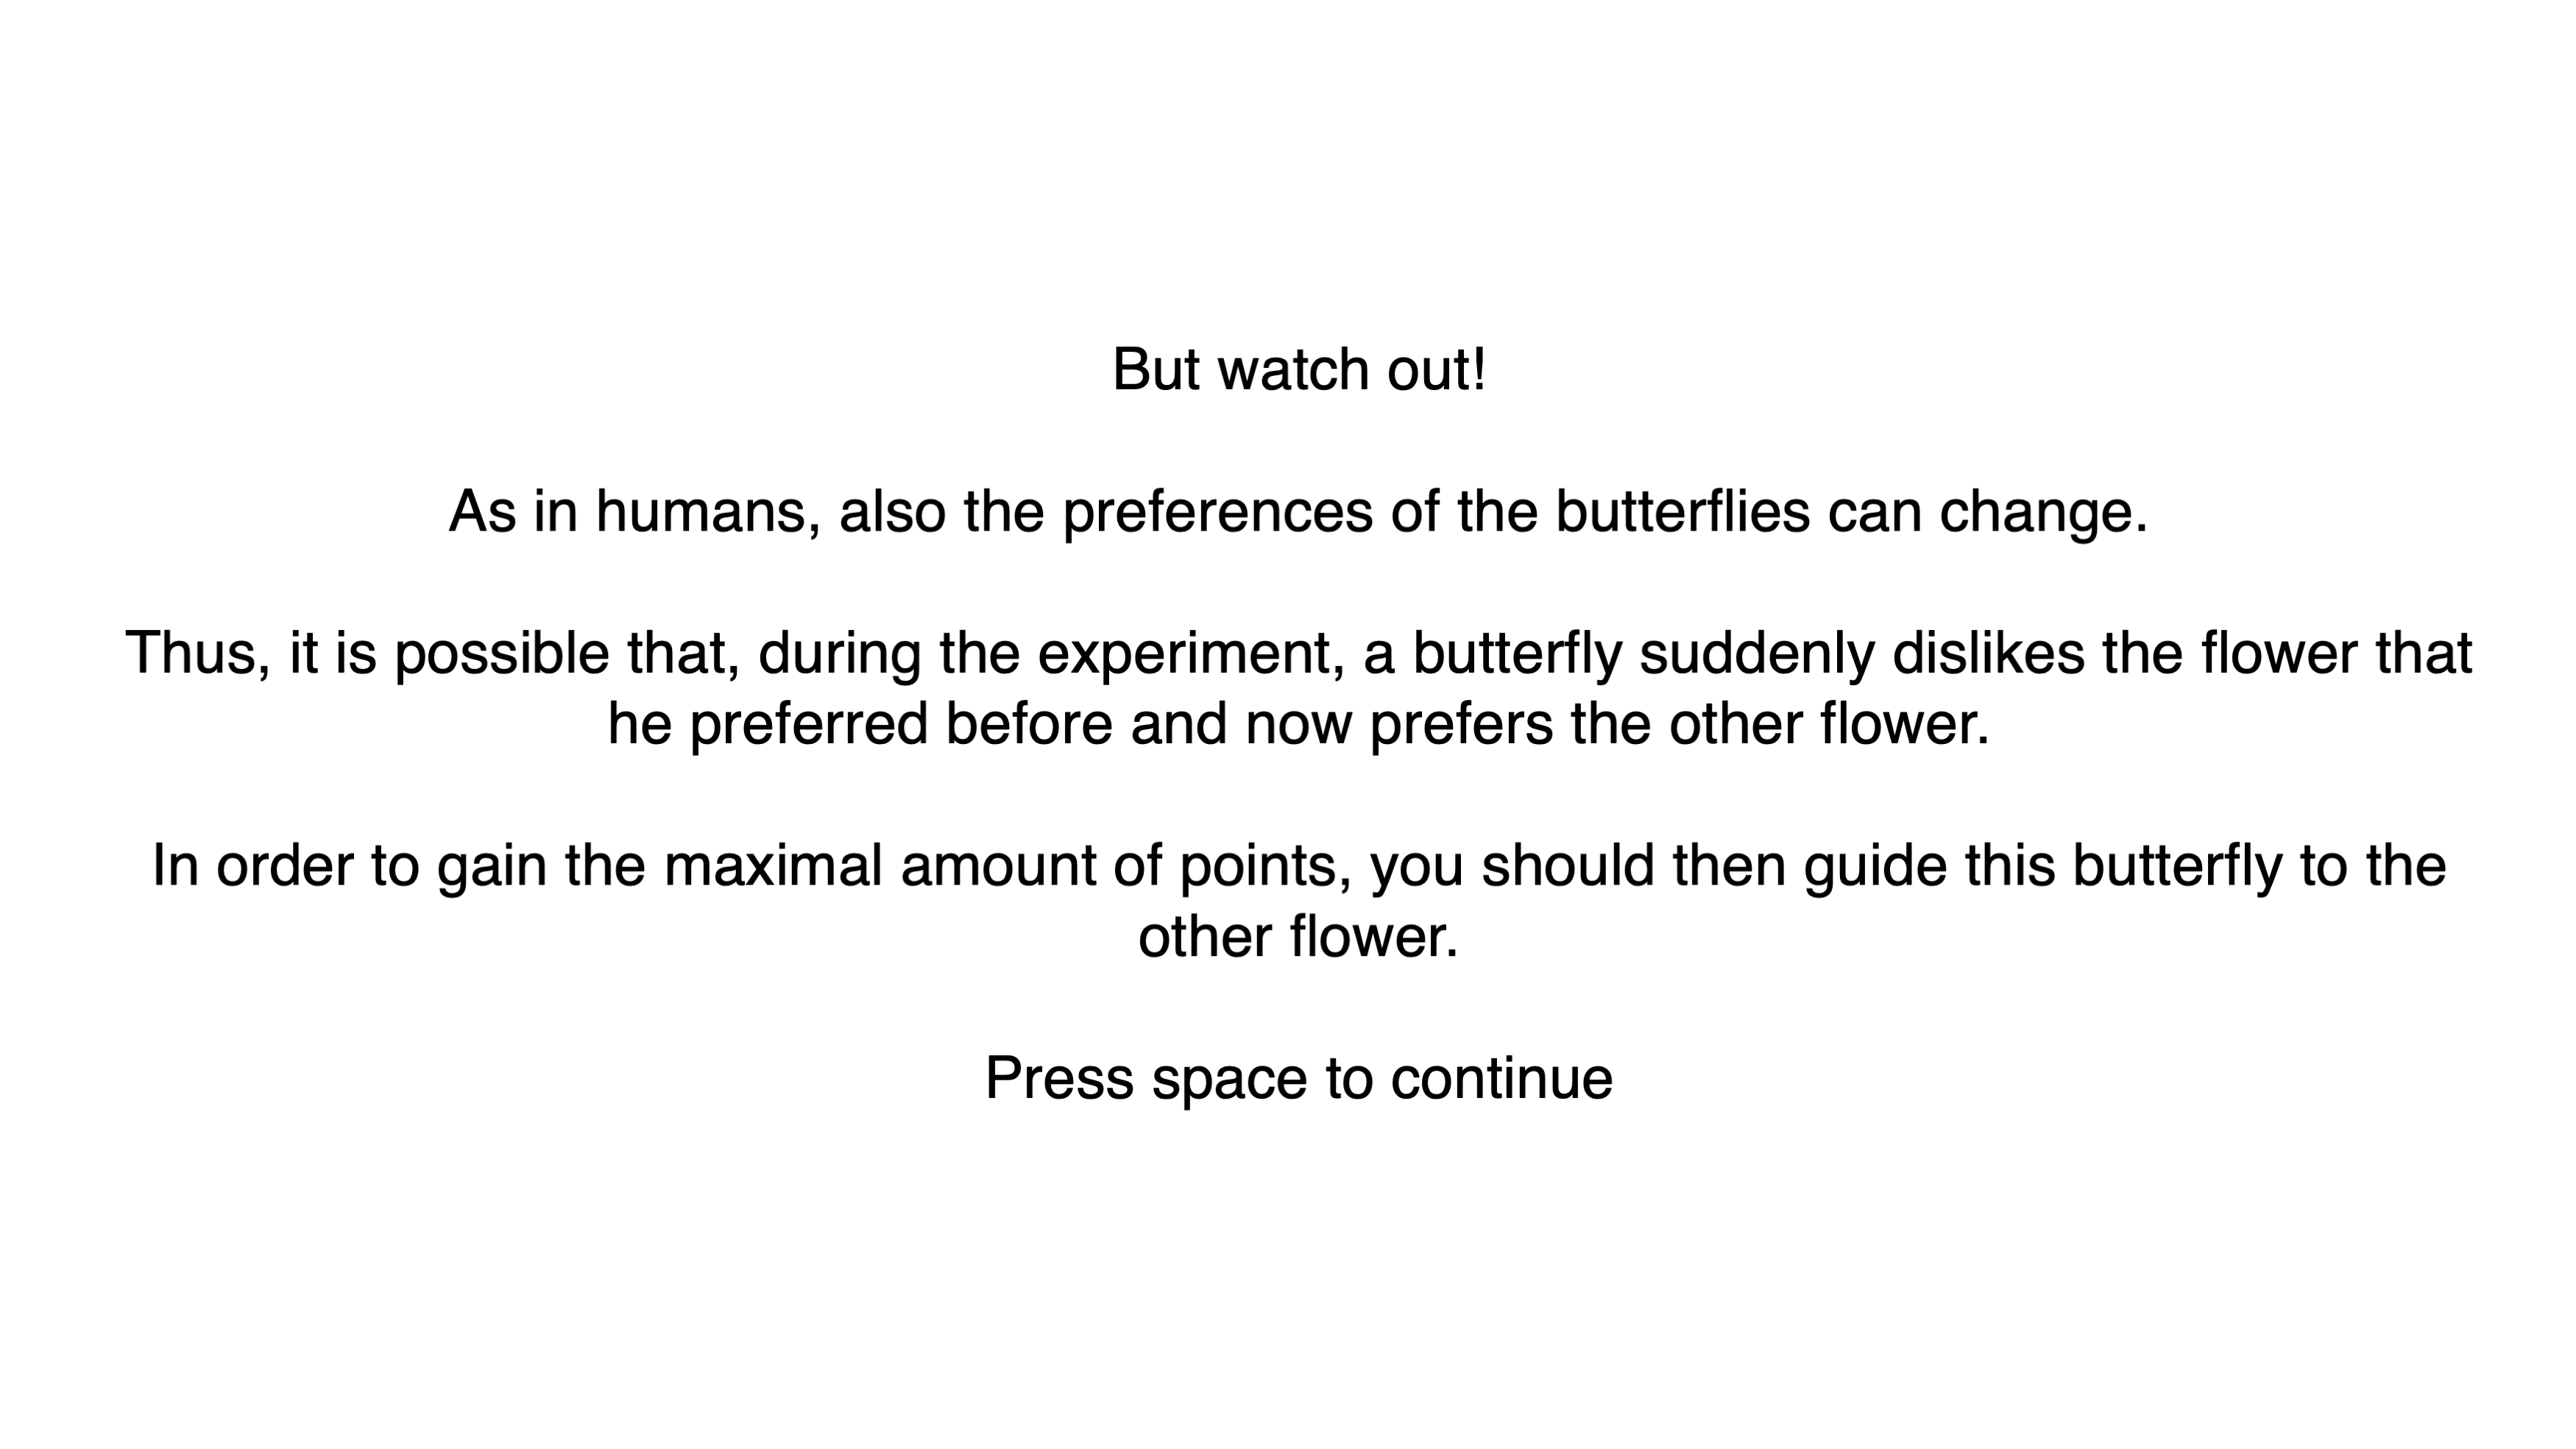 But watch out!
As in humans, also the preferences of the butterflies can change.
Thus, it is possible that, during the experiment, a butterfly suddenly dislikes the flower that
he preferred before and now prefers the other flower.
In order to gain the maximal amount of points, you should then guide this butterfly to the
other flower.
Press space to continue